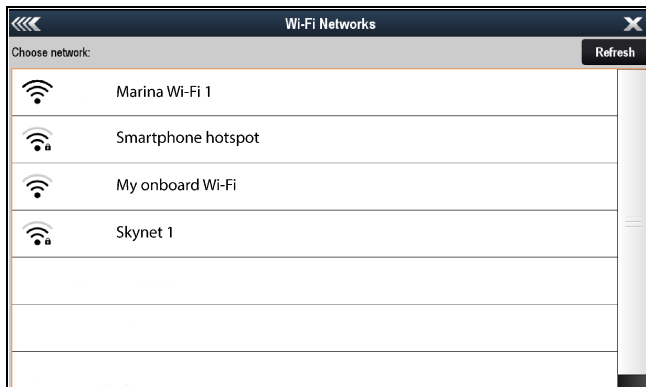 Wi-Fi Networks
Choose network:
Refresh
Marina Wi-Fi 1
Smartphone hotspot
My onboard Wi-Fi
Skynet 1